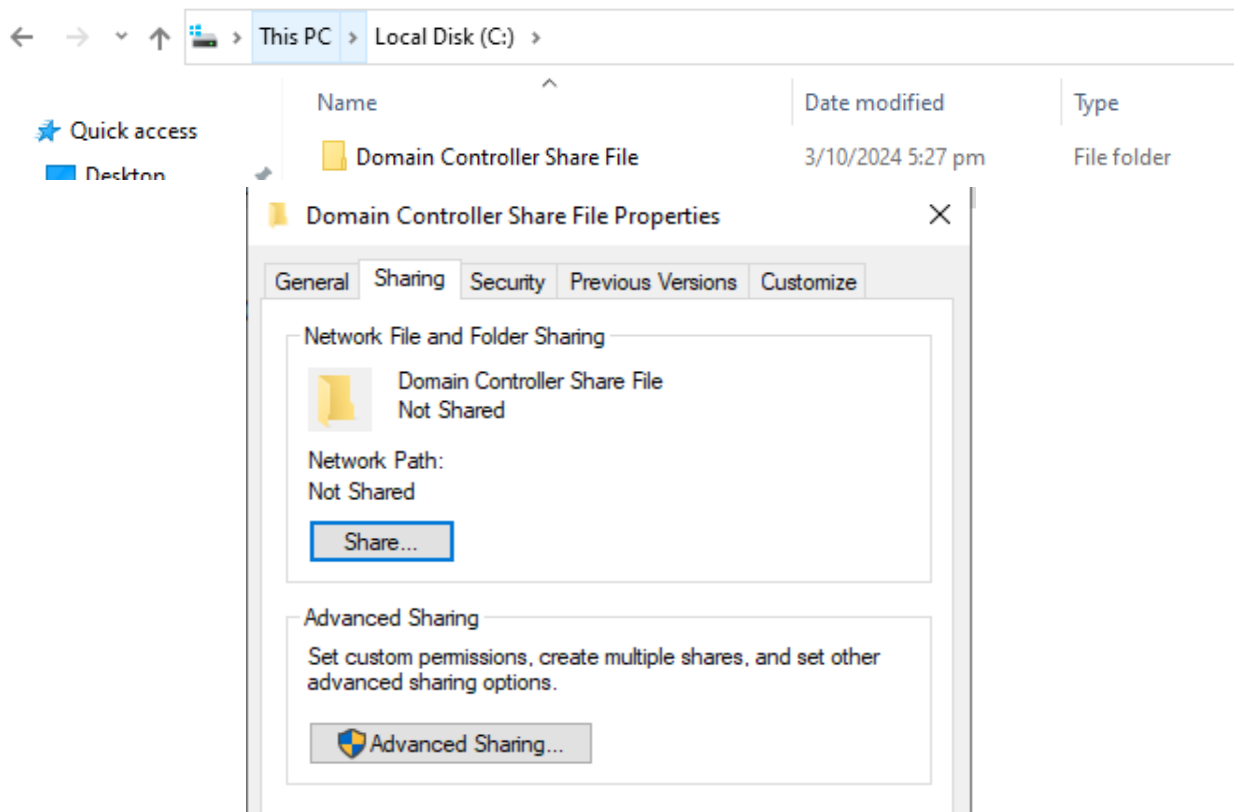 This PC > Local Disk (C:) >
Name Date modified Type
Quick access
Domain Controller Share File 3/10/2024 5:27 pm File folder
Desktop
Domain Controller Share File Properties
General Sharing Security Previous Versions Customize
Network File and Folder Sharing
Domain Controller Share File
Not Shared
Network Path:
Not Shared
Share...
Advanced Sharing
Set custom permissions, create multiple shares, and set other
advanced sharing options.
Advanced Sharing...